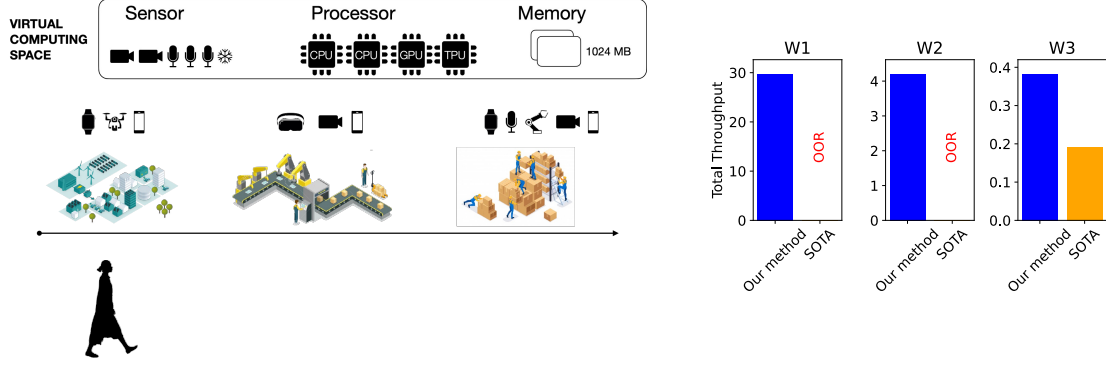 VIRTUAL
COMPUTING
SPACE
Sensor
Processor
Memory
CPU
CPU
GPU
TPU
1024 MB
W1
W2
W3
Total Throughput
30
20
10
0
OOR
Our method
SOTA
4
3
2
1
0
OOR
Our method
SOTA
0.4
0.3
0.2
0.1
0.0
Our method
SOTA